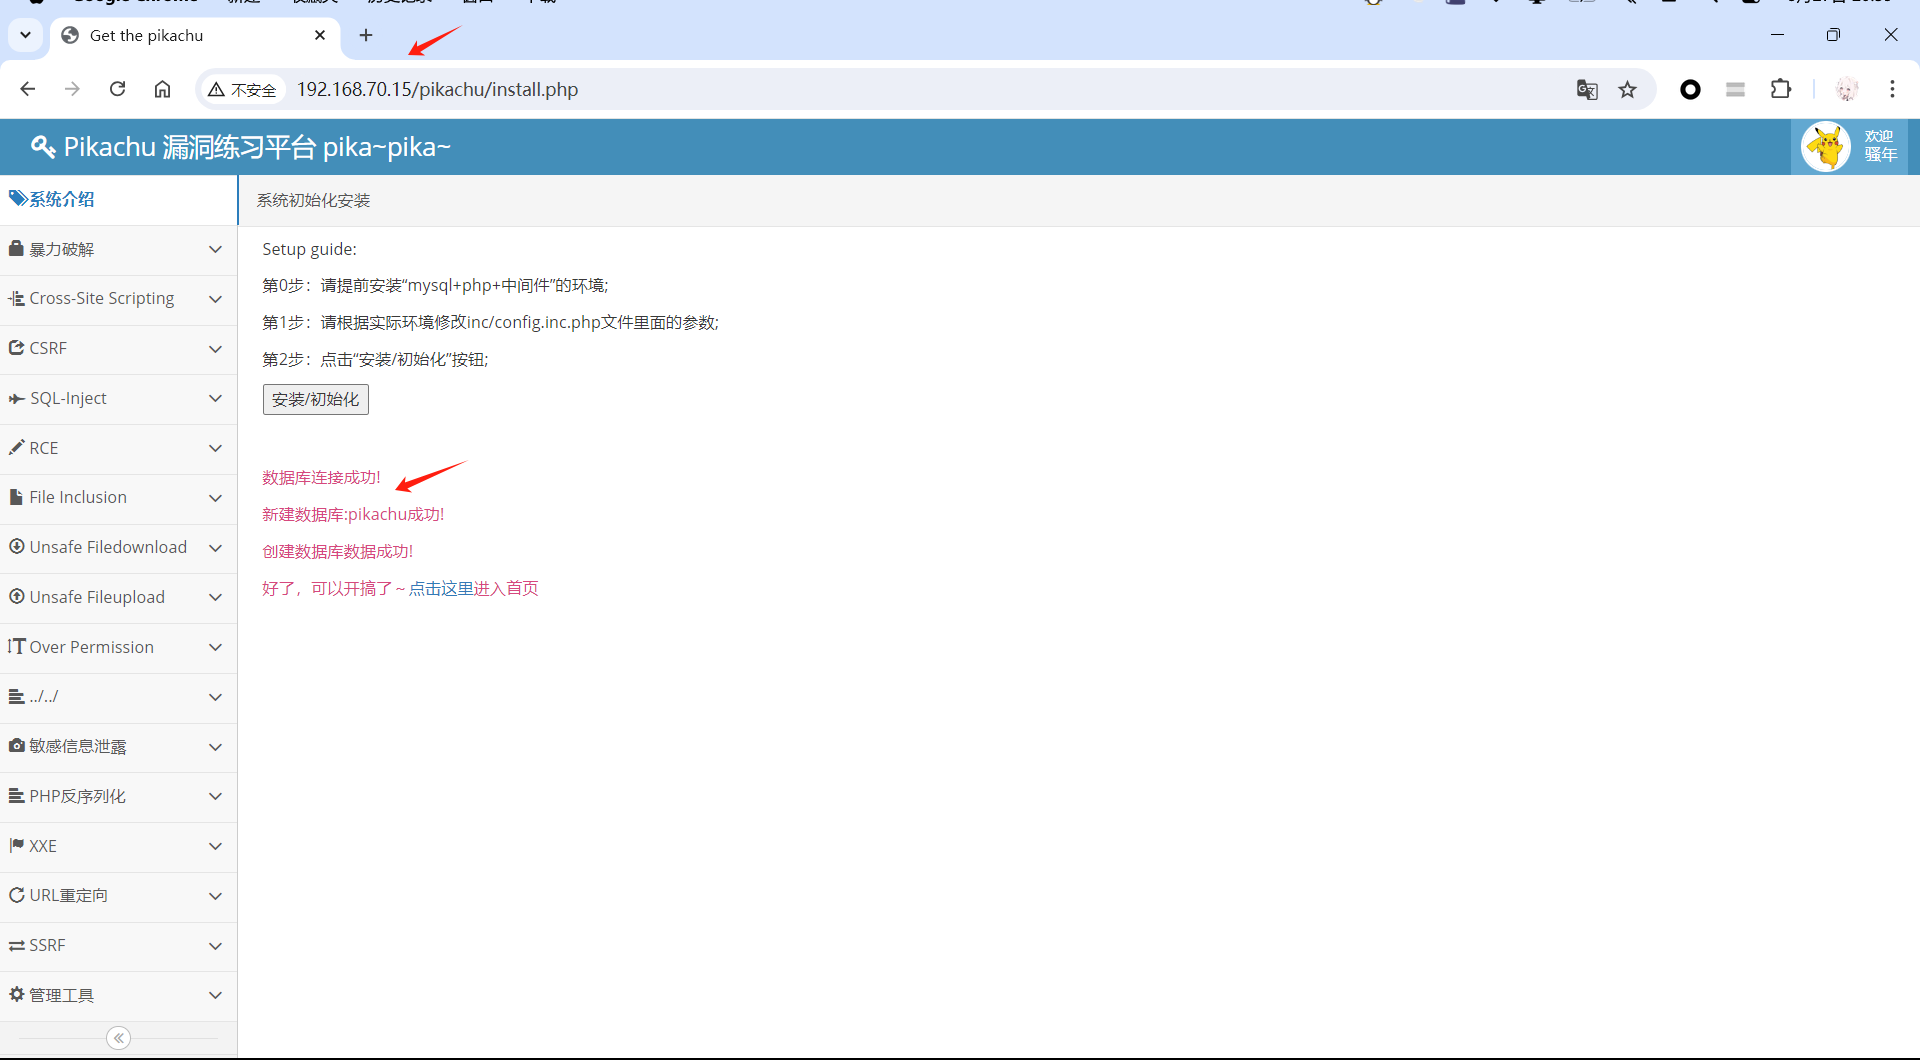 Get the pikachu
不安全
192.168.70.15/pikachu/install.php
Pikachu 漏洞练习平台 pika~pika~
欢迎
骚年
系统介绍
系统初始化安装
暴力破解
Cross-Site Scripting
CSRF
SQL-Inject
RCE
File Inclusion
Unsafe Filedownload
Unsafe Fileupload
Over Permission
../../
敏感信息泄露
PHP反序列化
XXE
URL重定向
SSRF
管理工具
Setup guide:
第0步：请提前安装“mysql+php+中间件”的环境;
第1步：请根据实际环境修改inc/config.inc.php文件里面的参数;
第2步：点击“安装/初始化”按钮;
安装/初始化
数据库连接成功!
新建数据库:pikachu成功!
创建数据库数据成功!
好了，可以开搞了～点击这里进入首页